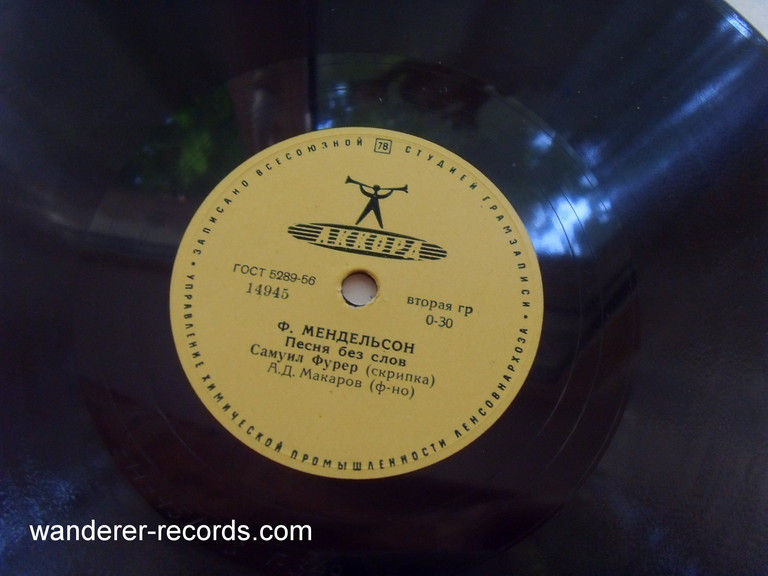 • ЗАПИСАНО ВСЕСОЮЗНОЙ 78 СТУДИЕЙ ГРАМЗАПИСИ •
АККОРД
ГОСТ 5289-56
14945
вторая гр
0-30
Ф. МЕНДЕЛЬСОН
Песня без слов
Самуил Фурер (скрипка)
А.Д. Макаров (ф-но)
УПРАВЛЕНИЕ ХИМИЧЕСКОЙ ПРОМЫШЛЕННОСТИ ЛЕНСОВНАРХОЗА
wanderer-records.com